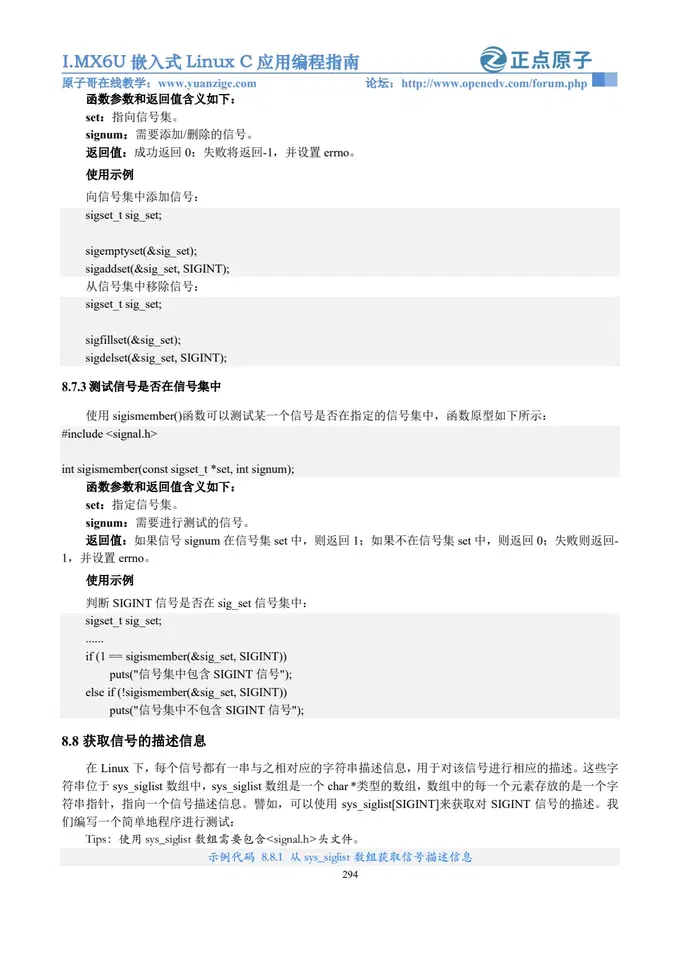 I.MX6U 嵌入式 Linux C 应用编程指南
正点原子
原子哥在线教学：www.yuanzige.com
论坛：http://www.openedv.com/forum.php
函数参数和返回值含义如下：
set：指向信号集。
signum：需要添加/删除的信号。
返回值：成功返回 0；失败将返回-1，并设置 errno。
使用示例
向信号集中添加信号：
sigset_t sig_set;
sigemptyset(&sig_set);
sigaddset(&sig_set, SIGINT);
从信号集中移除信号：
sigset_t sig_set;
sigfillset(&sig_set);
sigdelset(&sig_set, SIGINT);
8.7.3 测试信号是否在信号集中
使用 sigismember()函数可以测试某一个信号是否在指定的信号集中，函数原型如下所示：
#include <signal.h>
int sigismember(const sigset_t *set, int signum);
函数参数和返回值含义如下：
set：指定信号集。
signum：需要进行测试的信号。
返回值：如果信号 signum 在信号集 set 中，则返回 1；如果不在信号集 set 中，则返回 0；失败则返回-
1，并设置 errno。
使用示例
判断 SIGINT 信号是否在 sig_set 信号集中：
sigset_t sig_set;
......
if (1 == sigismember(&sig_set, SIGINT))
puts("信号集中包含 SIGINT 信号");
else if (!sigismember(&sig_set, SIGINT))
puts("信号集中不包含 SIGINT 信号");
8.8 获取信号的描述信息
在 Linux 下，每个信号都有一串与之相对应的字符串描述信息，用于对该信号进行相应的描述。这些字
符串位于 sys_siglist 数组中，sys_siglist 数组是一个 char *类型的数组，数组中的每一个元素存放的是一个字
符串指针，指向一个信号描述信息。譬如，可以使用 sys_siglist[SIGINT]来获取对 SIGINT 信号的描述。我
们编写一个简单地程序进行测试：
Tips：使用 sys_siglist 数组需要包含<signal.h>头文件。
示例代码 8.8.1 从 sys_siglist 数组获取信号描述信息
294